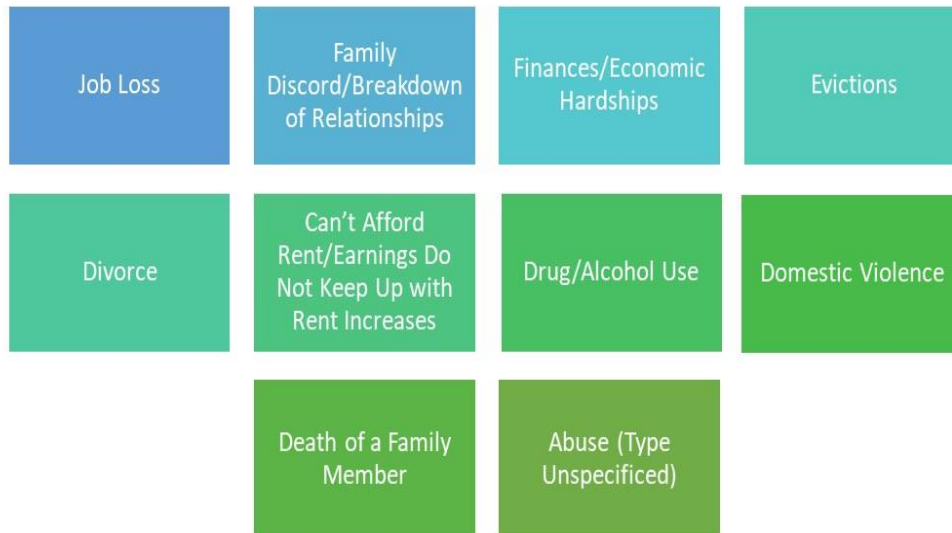 Job Loss
Family
Discord/Breakdown
of Relationships
Finances/Economic
Hardships
Evictions
Divorce
Can't Afford
Rent/Earnings Do
Not Keep Up with
Rent Increases
Drug/Alcohol Use
Domestic Violence
Death of a Family
Member
Abuse (Type
Unspecificed)